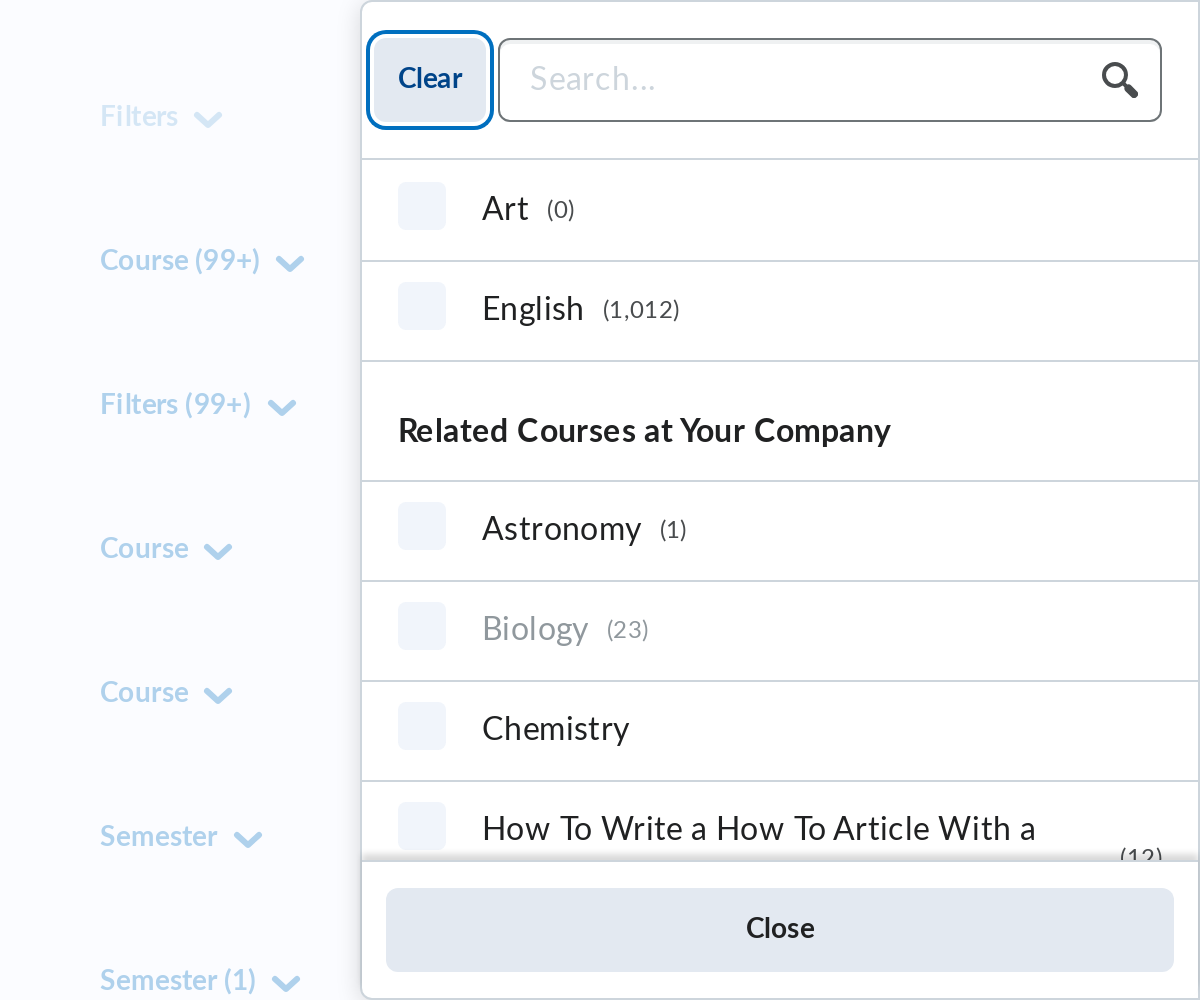 Filters
Course (99+)
Filters (99+)
Course
Course
Semester
Semester (1)
Clear
Search...
Art (0)
English (1,012)
Related Courses at Your Company
Astronomy (1)
Biology (23)
Chemistry
How To Write a How To Article With a
(12)
Close